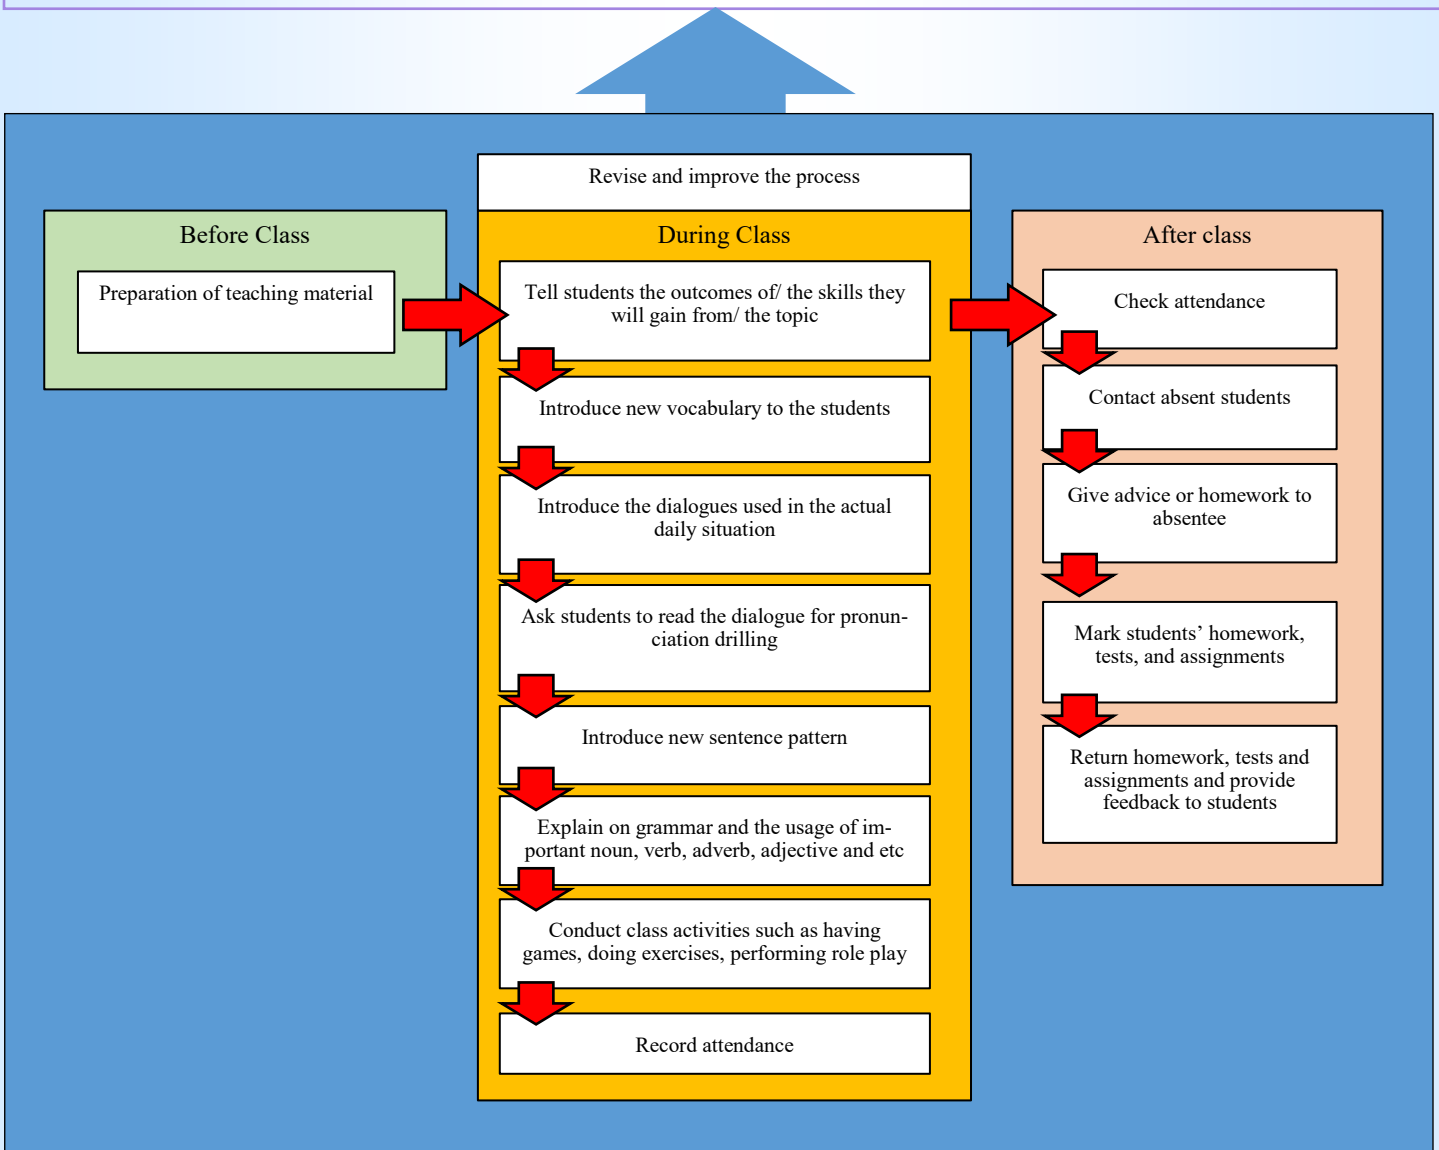 Revise and improve the process
Before Class
Preparation of teaching material
During Class
Tell students the outcomes of/ the skills they
will gain from/ the topic
Introduce new vocabulary to the students
Introduce the dialogues used in the actual
daily situation
Ask students to read the dialogue for pronun-
ciation drilling
Introduce new sentence pattern
Explain on grammar and the usage of im-
portant noun, verb, adverb, adjective and etc
Conduct class activities such as having
games, doing exercises, performing role play
Record attendance
After class
Check attendance
Contact absent students
Give advice or homework to
absentee
Mark students’ homework,
tests, and assignments
Return homework, tests and
assignments and provide
feedback to students